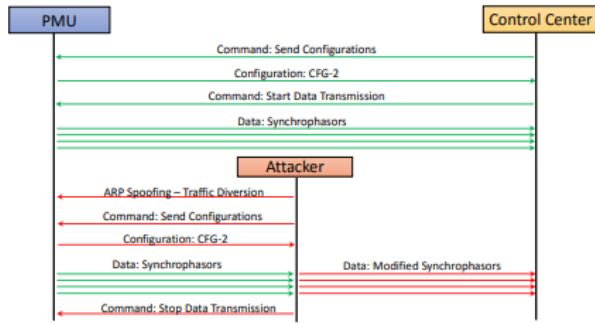 PMU
Control Center
Command: Send Configurations
Configuration: CFG-2
Command: Start Data Transmission
Data: Synchrophasors
Attacker
ARP Spoofing – Traffic Diversion
Command: Send Configurations
Configuration: CFG-2
Data: Synchrophasors
Data: Modified Synchrophasors
Command: Stop Data Transmission